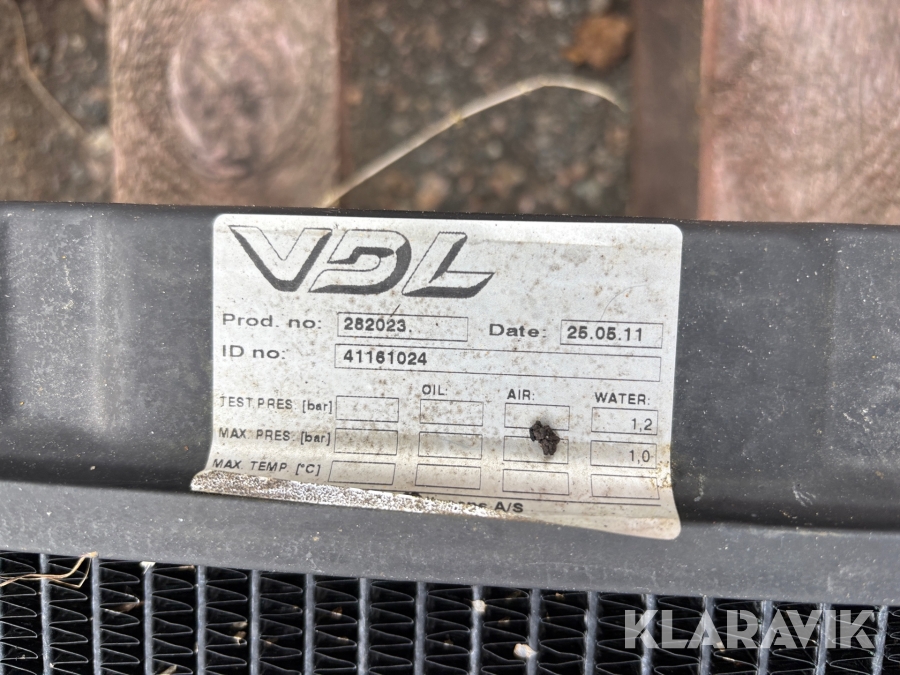 VDL
Prod. no: 282023. Date: 25.05.11
ID no: 41161024
OIL: AIR: WATER:
TEST.PRES. [bar] 1,2
MAX. PRES. [bar] 1,0
MAX. TEMP. [°C]
A/S
KLARAVIK